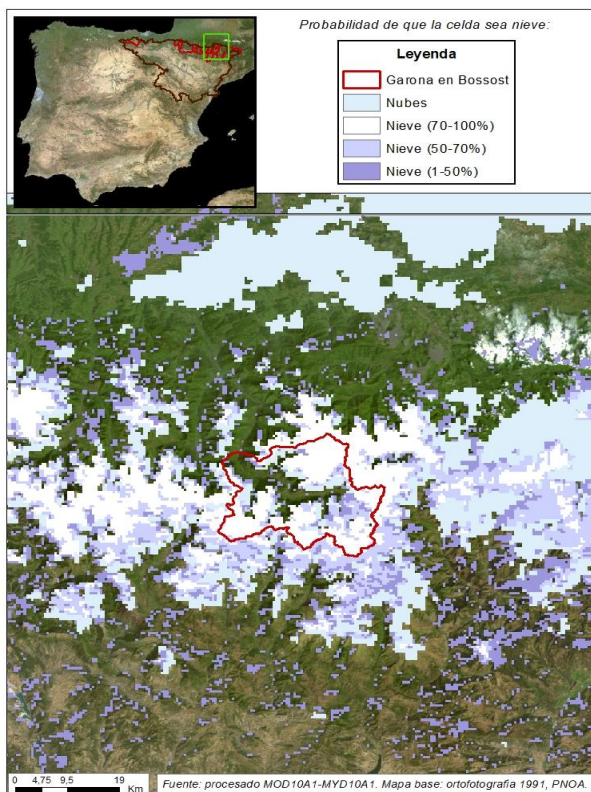 Probabilidad de que la celda sea nieve:
Leyenda
Garona en Bossost
Nubes
Nieve (70-100%)
Nieve (50-70%)
Nieve (1-50%)
0 4,75 9,5 19
Km
Fuente: procesado MOD10A1-MYD10A1. Mapa base: ortofotografia 1991, PNOA.